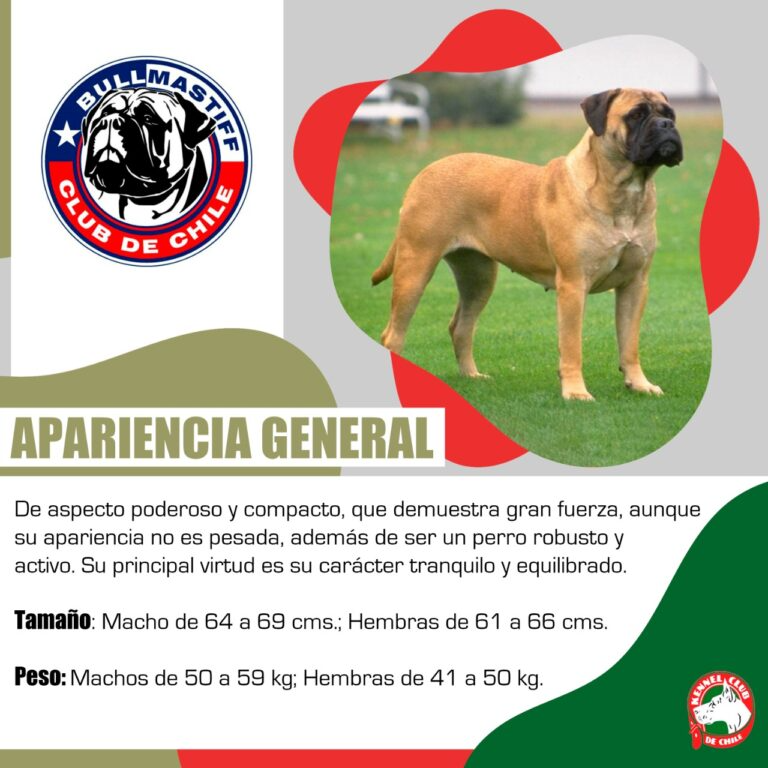 BULLMASTIFF
CLUB DE CHILE
APARIENCIA GENERAL
De aspecto poderoso y compacto, que demuestra gran fuerza, aunque
su apariencia no es pesada, además de ser un perro robusto y
activo. Su principal virtud es su carácter tranquilo y equilibrado.
Tamaño: Macho de 64 a 69 cms.; Hembras de 61 a 66 cms.
Peso: Machos de 50 a 59 kg; Hembras de 41 a 50 kg.
KENNEL CLUB
DE CHILE